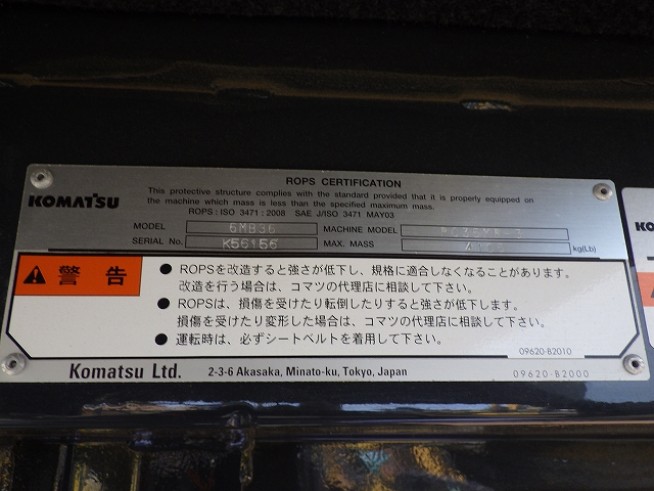 ROPS CERTIFICATION
KOMATSU
This protective structure complies with the standard provided that it is properly equipped on
the machine which mass is less than the specified maximum mass.
ROPS : ISO 3471 : 2008 SAE J/ISO 3471 MAY03
MODEL 6MB36 MACHINE MODEL
SERIAL No. K56156 MAX. MASS kg(Lb)
警告
● ROPSを改造すると強さが低下し、規格に適合しなくなることがあります。
改造を行う場合は、コマツの代理店に相談して下さい。
● ROPSは、損傷を受けたり転倒したりすると強さが低下します。
損傷を受けたり変形した場合は、コマツの代理店に相談して下さい。
● 運転時は、必ずシートベルトを着用して下さい。
09620-B2010
Komatsu Ltd. 2-3-6 Akasaka, Minato-ku, Tokyo, Japan
09620-B2000
KO